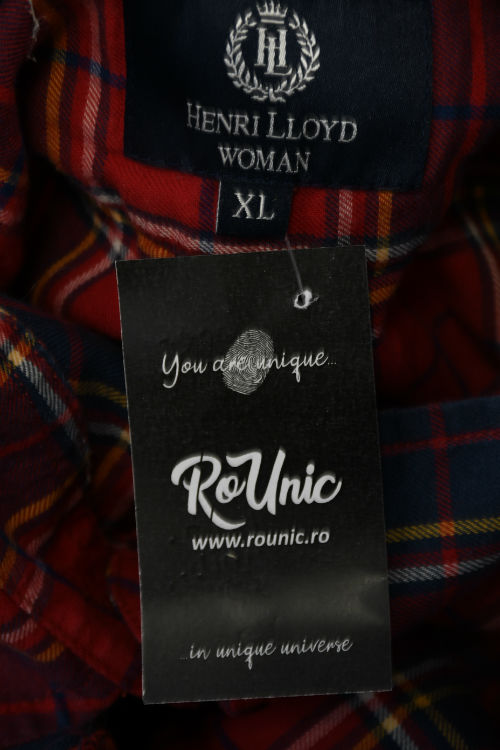 HL
HENRI LLOYD
WOMAN
XL
You are unique...
RoUnic
www.rounic.ro
...in unique universe